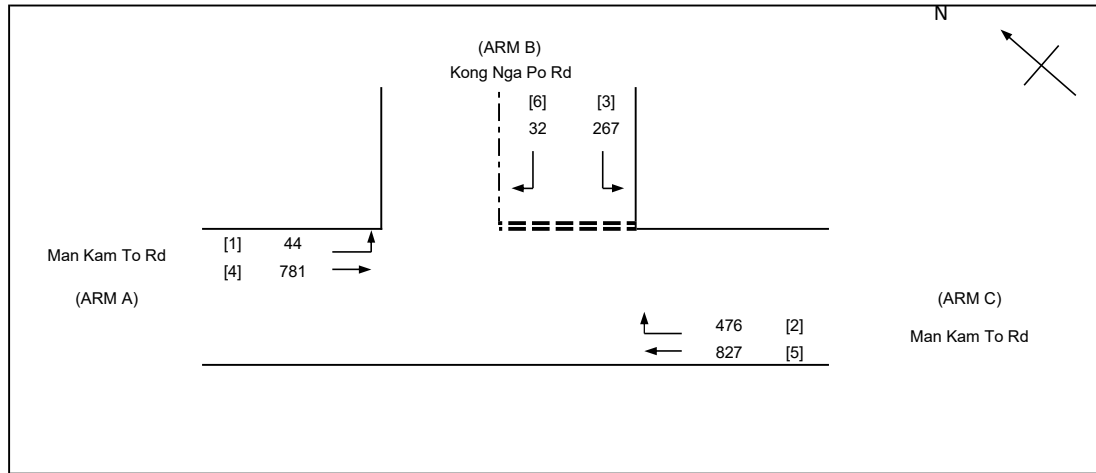 N
(ARM B)
Kong Nga Po Rd
[6] [3]
32 267
Man Kam To Rd [1] 44
[4] 781
(ARM A)
(ARM C)
476 [2]
Man Kam To Rd
827 [5]